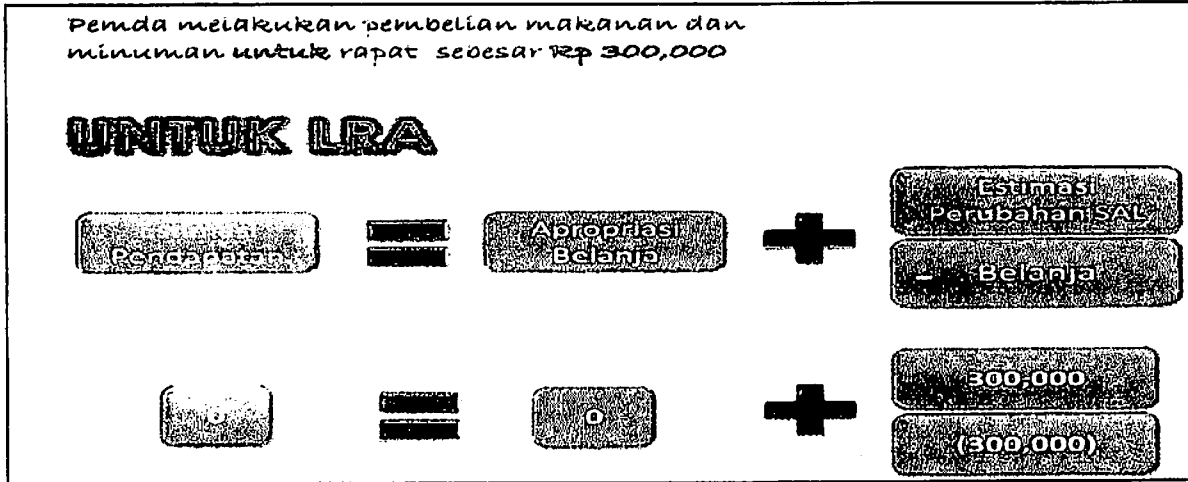 Pemda melakukan pembelian makanan dan
minuman untuk rapat sebesar Rp 300,000
UNTUK LRA
Pendapatan
=
Apropriasi
Belanja
+
Estimasi
Perubahan SAL
- Belanja
=
0
+
300,000
(300,000)